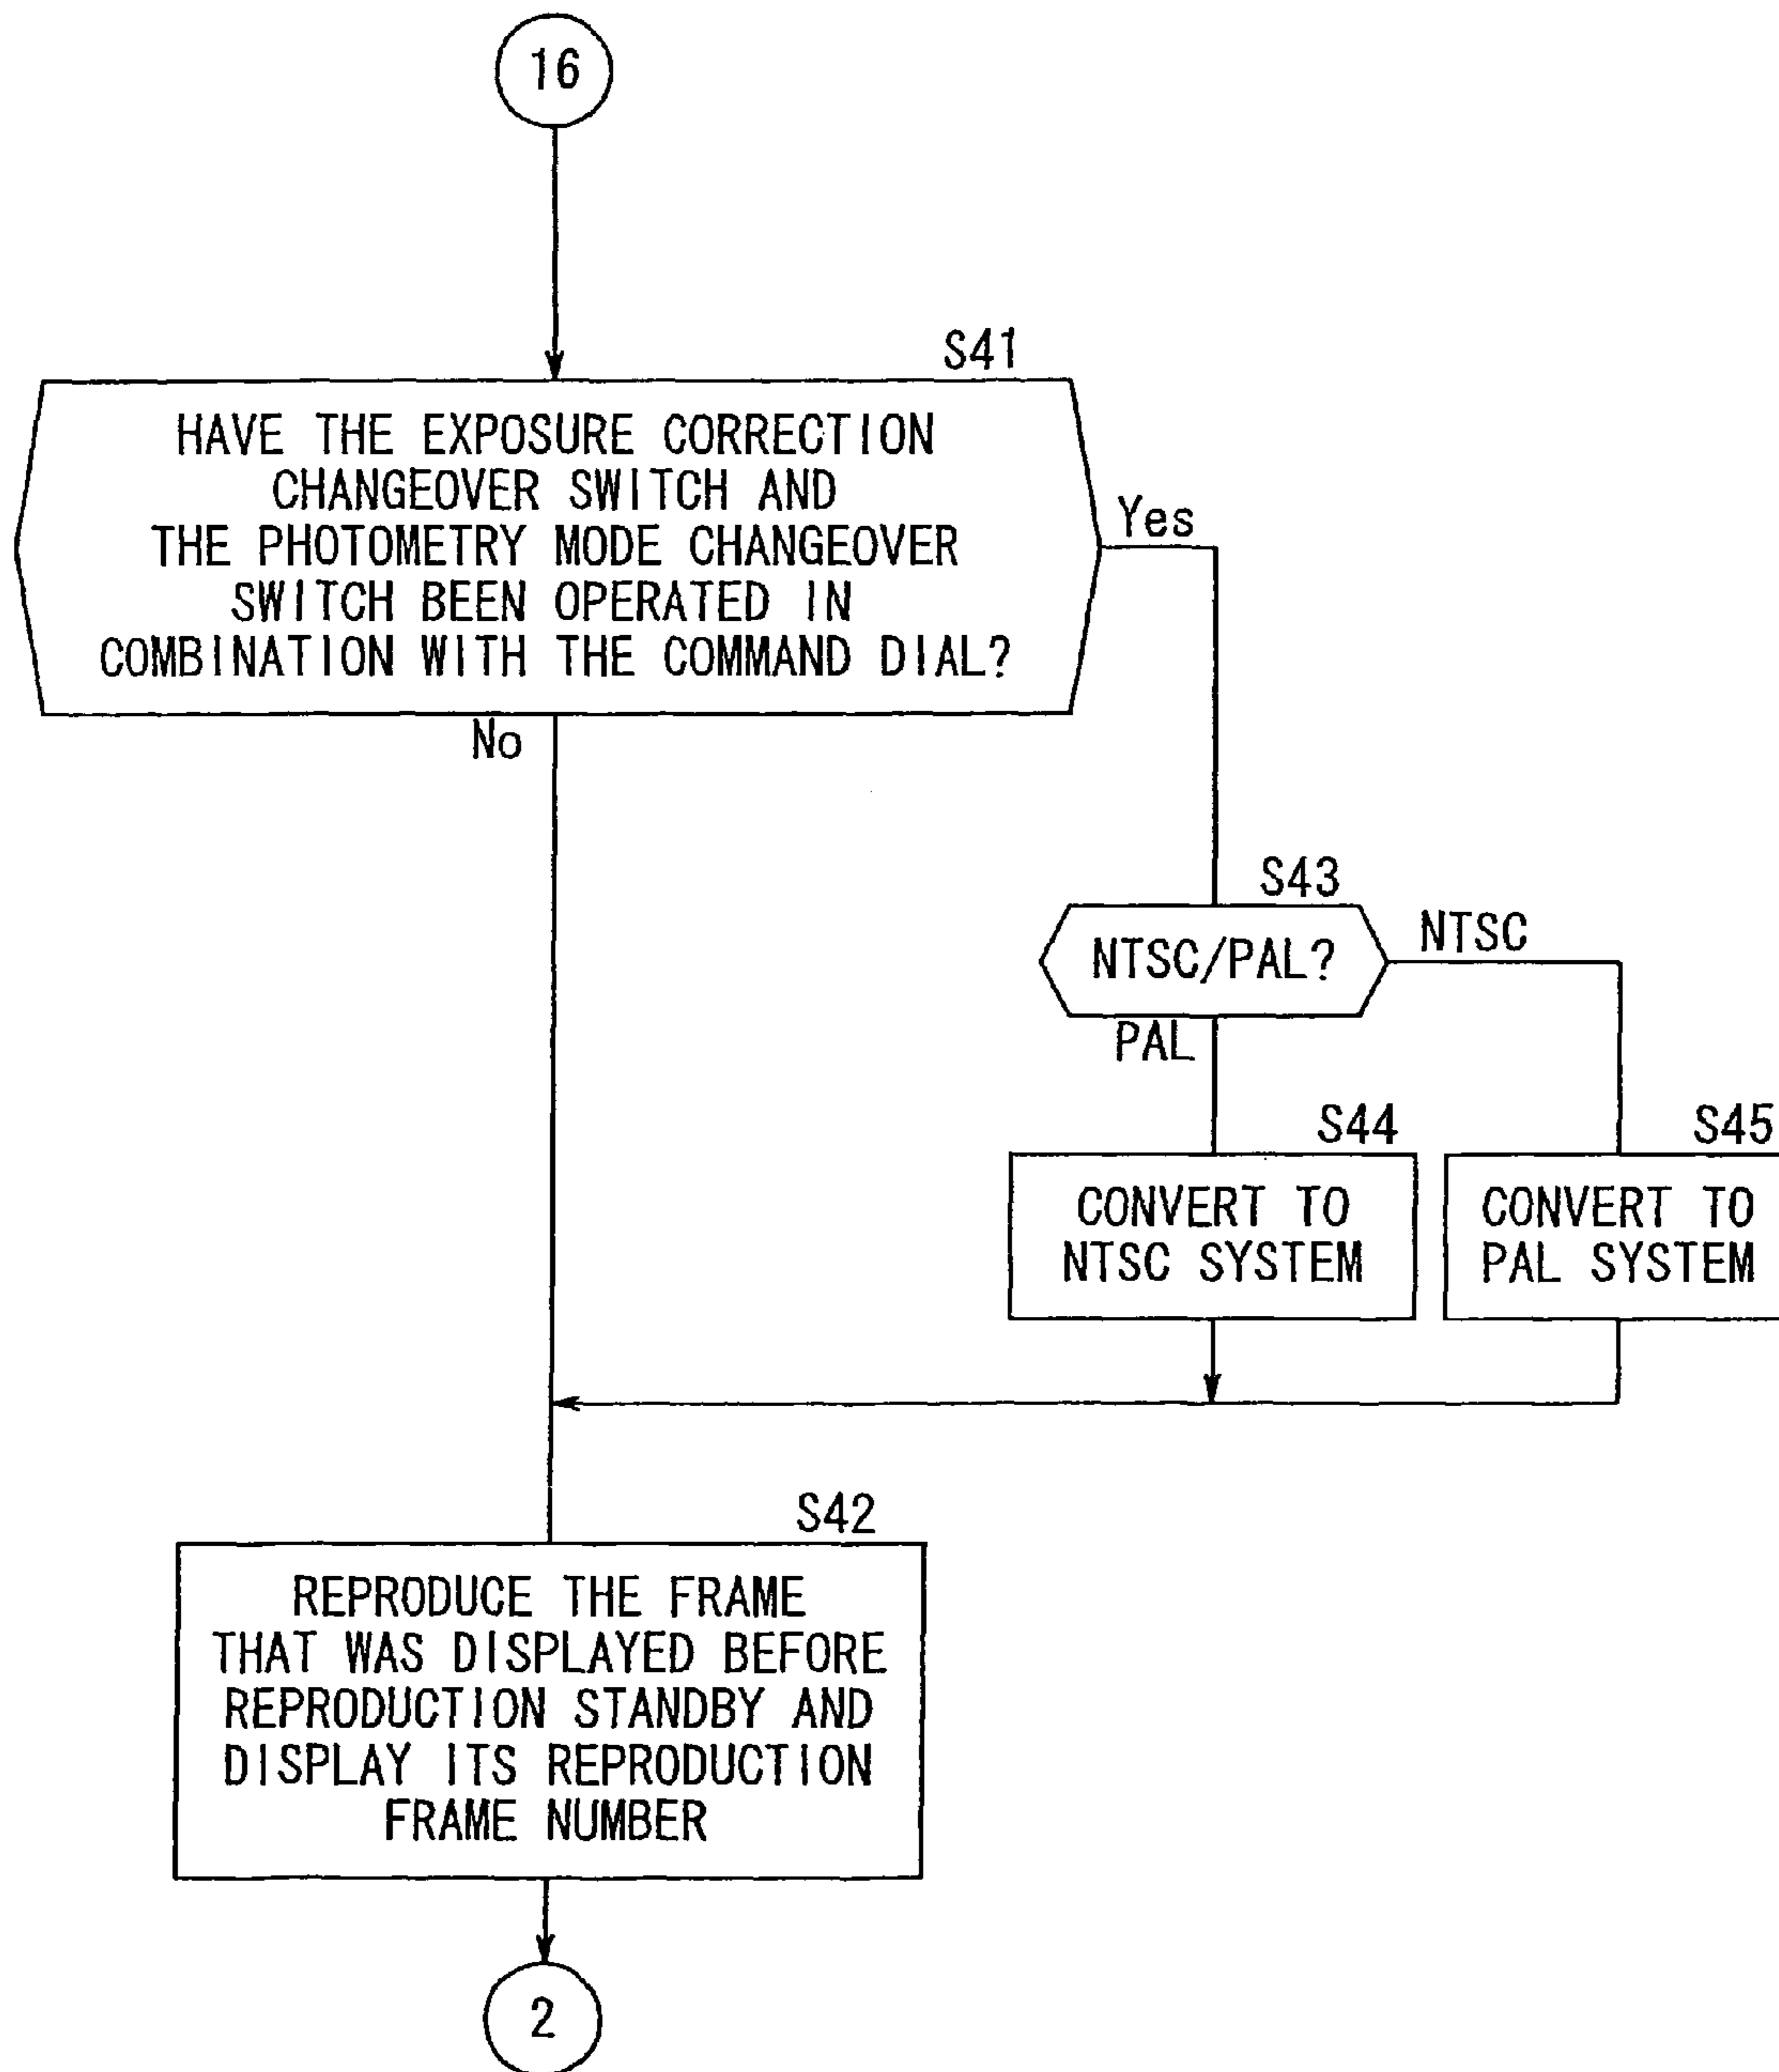 16
S41
HAVE THE EXPOSURE CORRECTION
CHANGEOVER SWITCH AND
THE PHOTOMETRY MODE CHANGEOVER
SWITCH BEEN OPERATED IN
COMBINATION WITH THE COMMAND DIAL?
Yes
No
S43
NTSC/PAL?
NTSC
PAL
S44
CONVERT TO
NTSC SYSTEM
S45
CONVERT TO
PAL SYSTEM
S42
REPRODUCE THE FRAME
THAT WAS DISPLAYED BEFORE
REPRODUCTION STANDBY AND
DISPLAY ITS REPRODUCTION
FRAME NUMBER
2